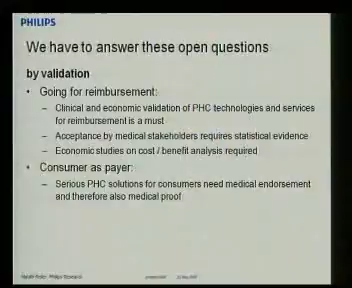 PHILIPS
We have to answer these open questions
by validation
• Going for reimbursement:
– Clinical and economic validation of PHC technologies and services
for reimbursement is a must
– Acceptance by medical stakeholders requires statistical evidence
– Economic studies on cost / benefit analysis required
• Consumer as payer:
– Serious PHC solutions for consumers need medical endorsement
and therefore also medical proof
Philips Research